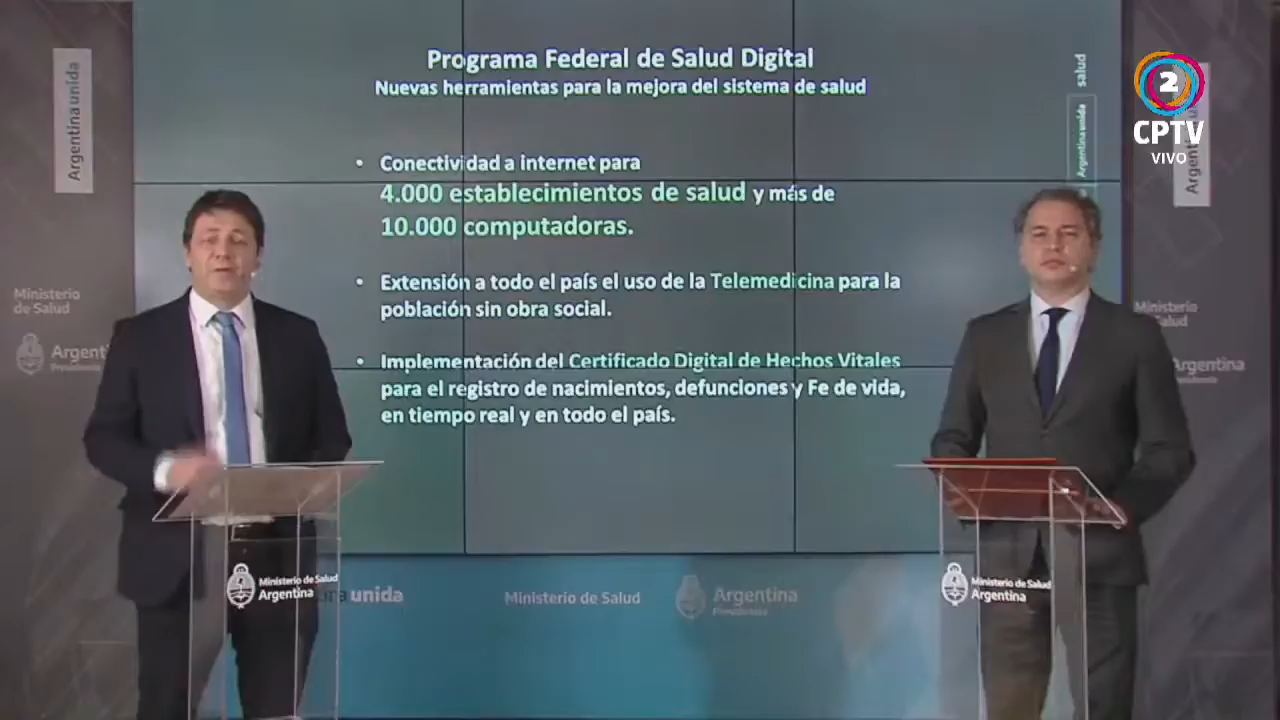 Programa Federal de Salud Digital
Nuevas herramientas para la mejora del sistema de salud
• Conectividad a internet para
4.000 establecimientos de salud y más de
10.000 computadoras.
• Extensión a todo el país el uso de la Telemedicina para la
población sin obra social.
• Implementación del Certificado Digital de Hechos Vitales
para el registro de nacimientos, defunciones y Fe de vida,
en tiempo real y en todo el país.
Argentina unida
salud
Argentina unida
2
CPTV
VIVO
Ministerio
de Salud
Argent
Presidencia
Ministerio
de Salud
Argentina
Ministerio de Salud
Argentina
unida
Ministerio de Salud
Argentina
Presidencia
Ministerio de Salud
Argentina